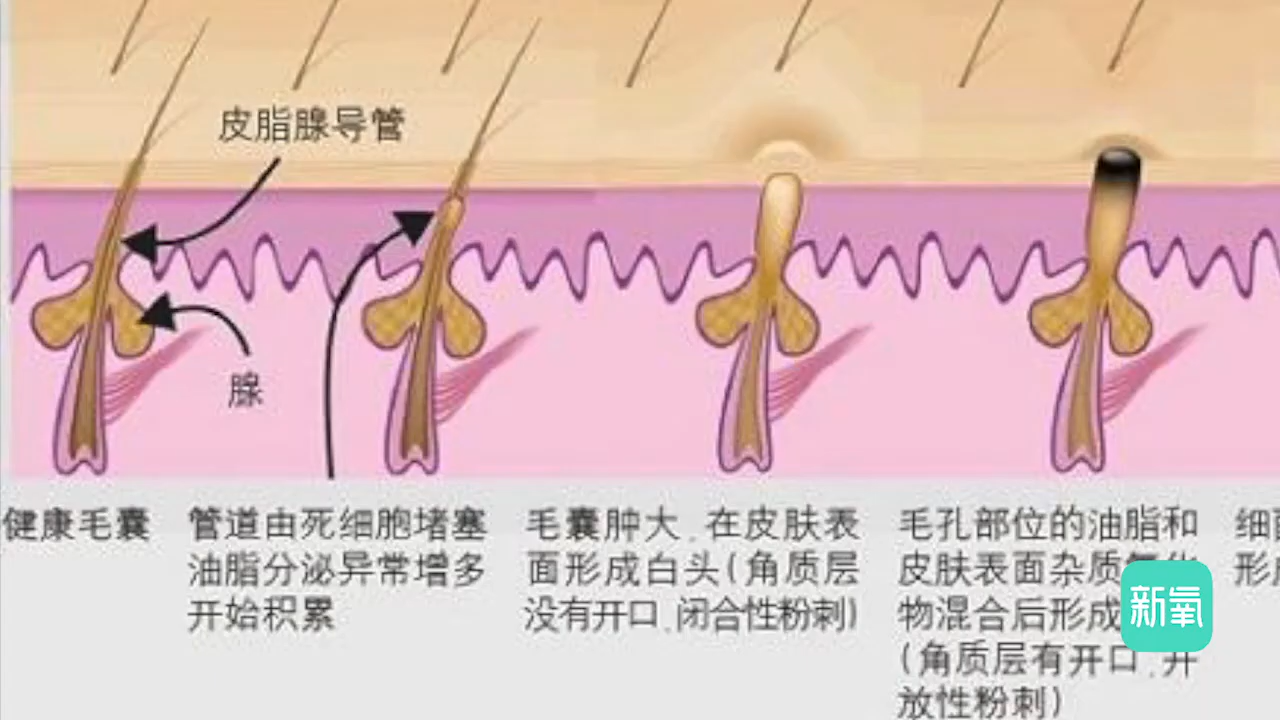 皮脂腺导管
腺
健康毛囊
管道由死细胞堵塞
油脂分泌异常增多
开始积累
毛囊肿大,在皮肤表
面形成白头(角质层
没有开口,闭合性粉刺)
毛孔部位的油脂和
皮肤表面杂质
物混合后形成
(角质层有开口,开
放性粉刺)
细
形
新氧